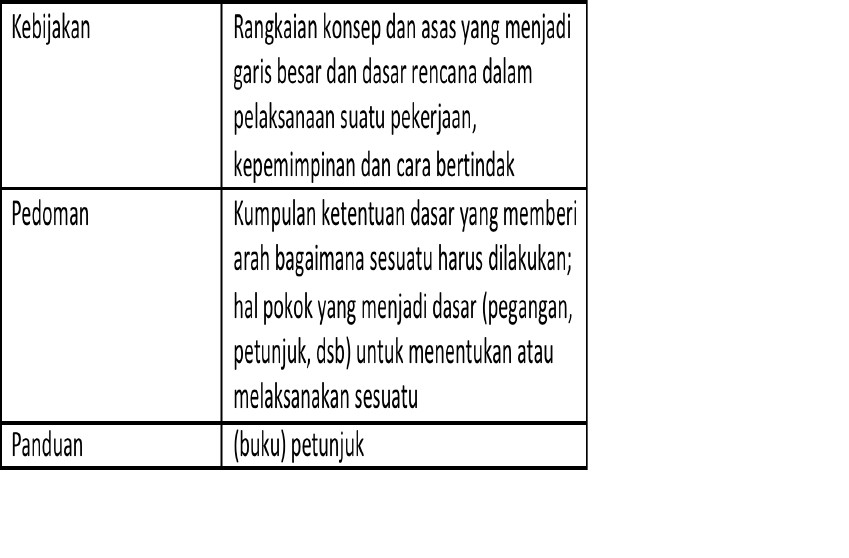 Kebijakan
Rangkaian konsep dan asas yang menjadi
garis besar dan dasar rencana dalam
pelaksanaan suatu pekerjaan,
kepemimpinan dan cara bertindak
Pedoman
Kumpulan ketentuan dasar yang memberi
arah bagaimana sesuatu harus dilakukan;
hal pokok yang menjadi dasar (pegangan,
petunjuk, dsb) untuk menentukan atau
melaksanakan sesuatu
Panduan
(buku) petunjuk